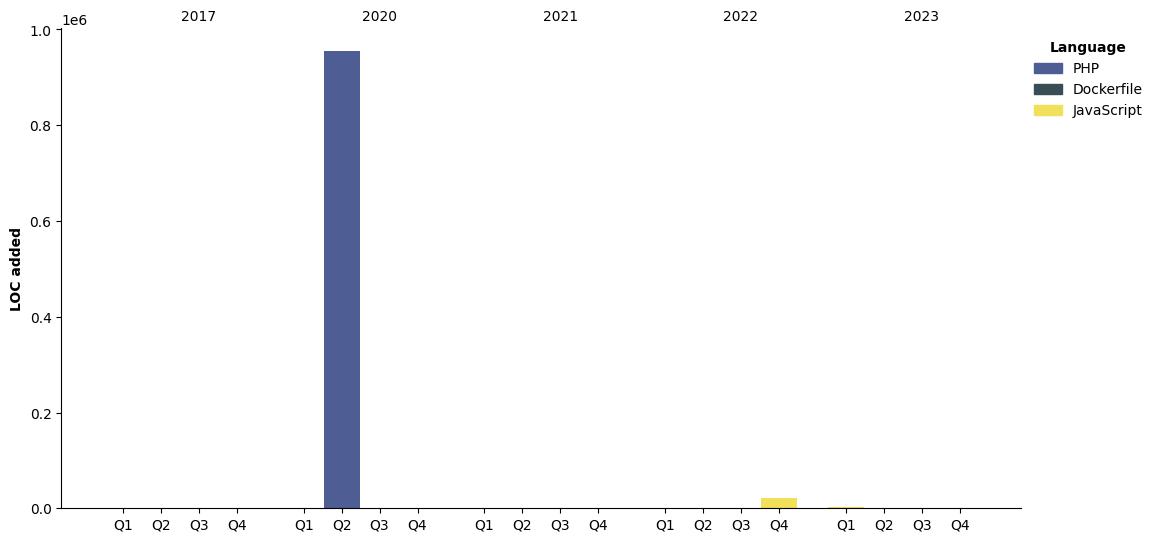 2017 2020 2021 2022 2023
1e6
1.0
0.8
0.6
0.4
0.2
0.0
LOC added
Q1 Q2 Q3 Q4 Q1 Q2 Q3 Q4 Q1 Q2 Q3 Q4 Q1 Q2 Q3 Q4 Q1 Q2 Q3 Q4
Language
PHP
Dockerfile
JavaScript